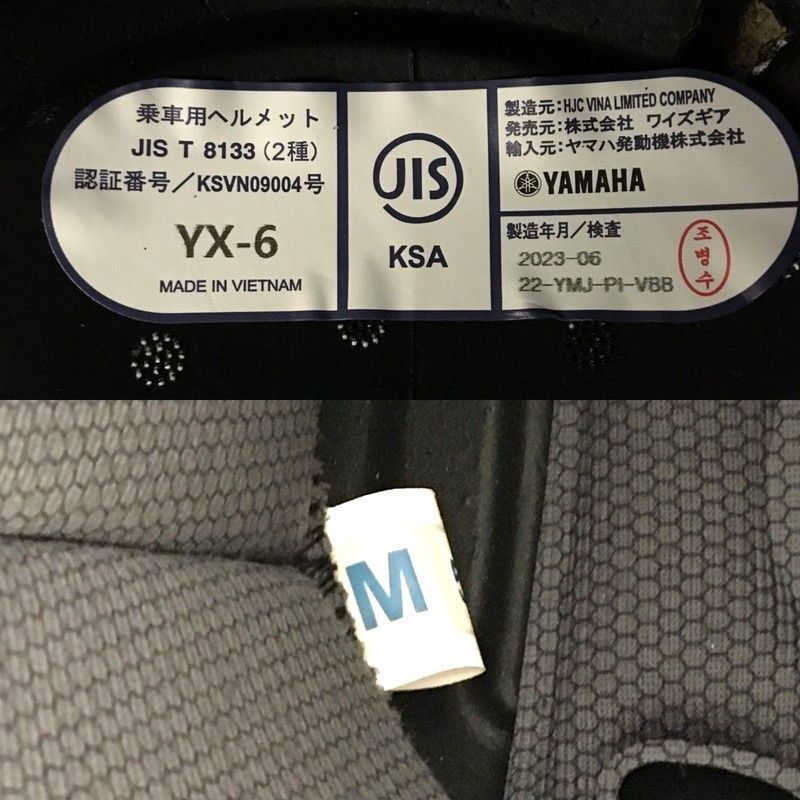 乗車用ヘルメット
JIS T 8133 (2種)
認証番号/KSVN09004号
YX-6
MADE IN VIETNAM
JIS
KSA
製造元:HJC VINA LIMITED COMPANY
発売元:株式会社 ワイズギア
輸入元:ヤマハ発動機株式会社
YAMAHA
製造年月/検査
2023-06
22-YMJ-PI-VBB
조
병
수
M